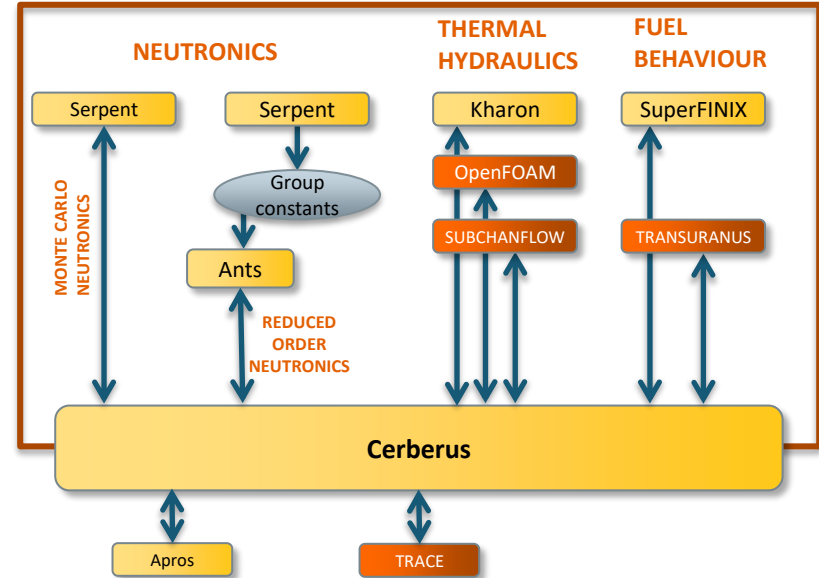 NEUTRONICS
THERMAL
HYDRAULICS
FUEL
BEHAVIOUR
Serpent
Serpent
Kharon
SuperFINIX
OpenFOAM
Group
constants
SUBCHANFLOW
TRANSURANUS
MONTE CARLO
NEUTRONICS
Ants
REDUCED
ORDER
NEUTRONICS
Cerberus
Apros
TRACE